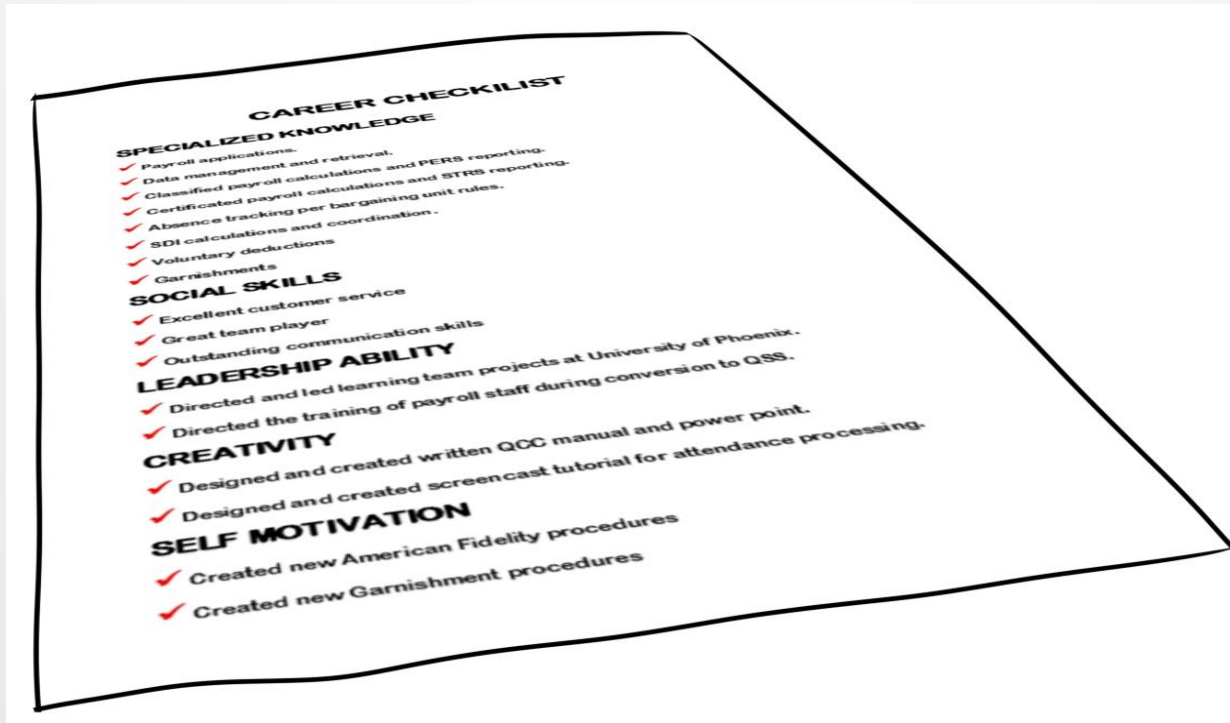 CAREER CHECKILIST
SPECIALIZED KNOWLEDGE
Payroll applications.
Data management and retrieval.
Classified payroll calculations and PERS reporting.
Certificated payroll calculations and STRS reporting.
Absence tracking per bargaining unit rules.
SDI calculations and coordination.
Voluntary deductions
Garnishments
SOCIAL SKILLS
Excellent customer service
Great team player
Outstanding communication skills
LEADERSHIP ABILITY
Directed and led learning team projects at University of Phoenix.
Directed the training of payroll staff during conversion to QSS.
CREATIVITY
Designed and created written QCC manual and power point.
Designed and created screencast tutorial for attendance processing.
SELF MOTIVATION
Created new American Fidelity procedures
Created new Garnishment procedures